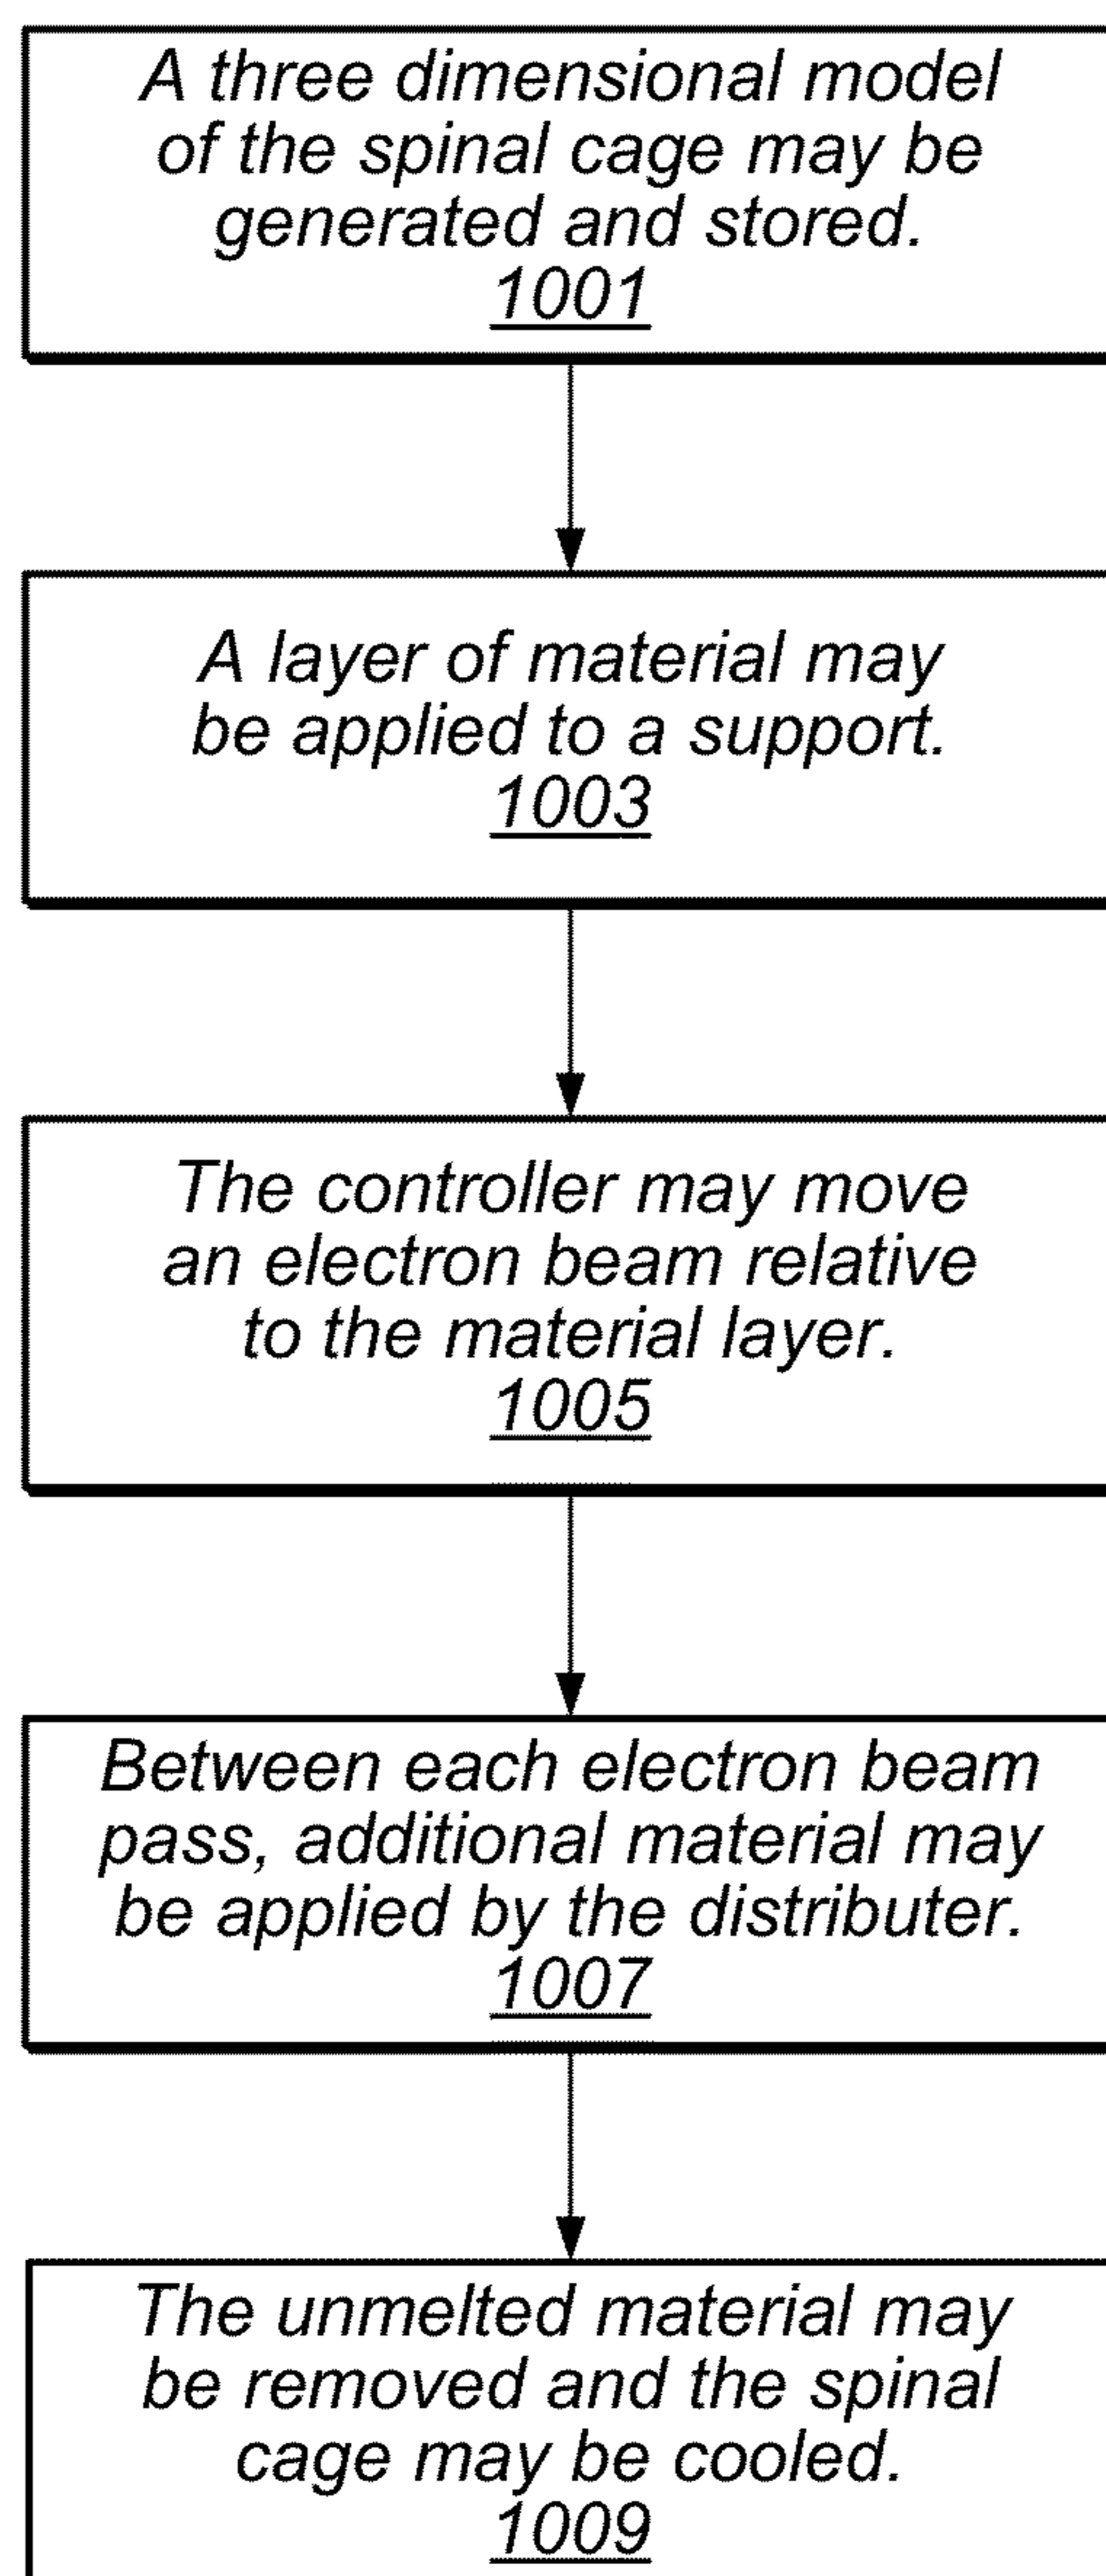 A three dimensional model
of the spinal cage may be
generated and stored.
1001
A layer of material may
be applied to a support.
1003
The controller may move
an electron beam relative
to the material layer.
1005
Between each electron beam
pass, additional material may
be applied by the distributer.
1007
The unmelted material may
be removed and the spinal
cage may be cooled.
1009